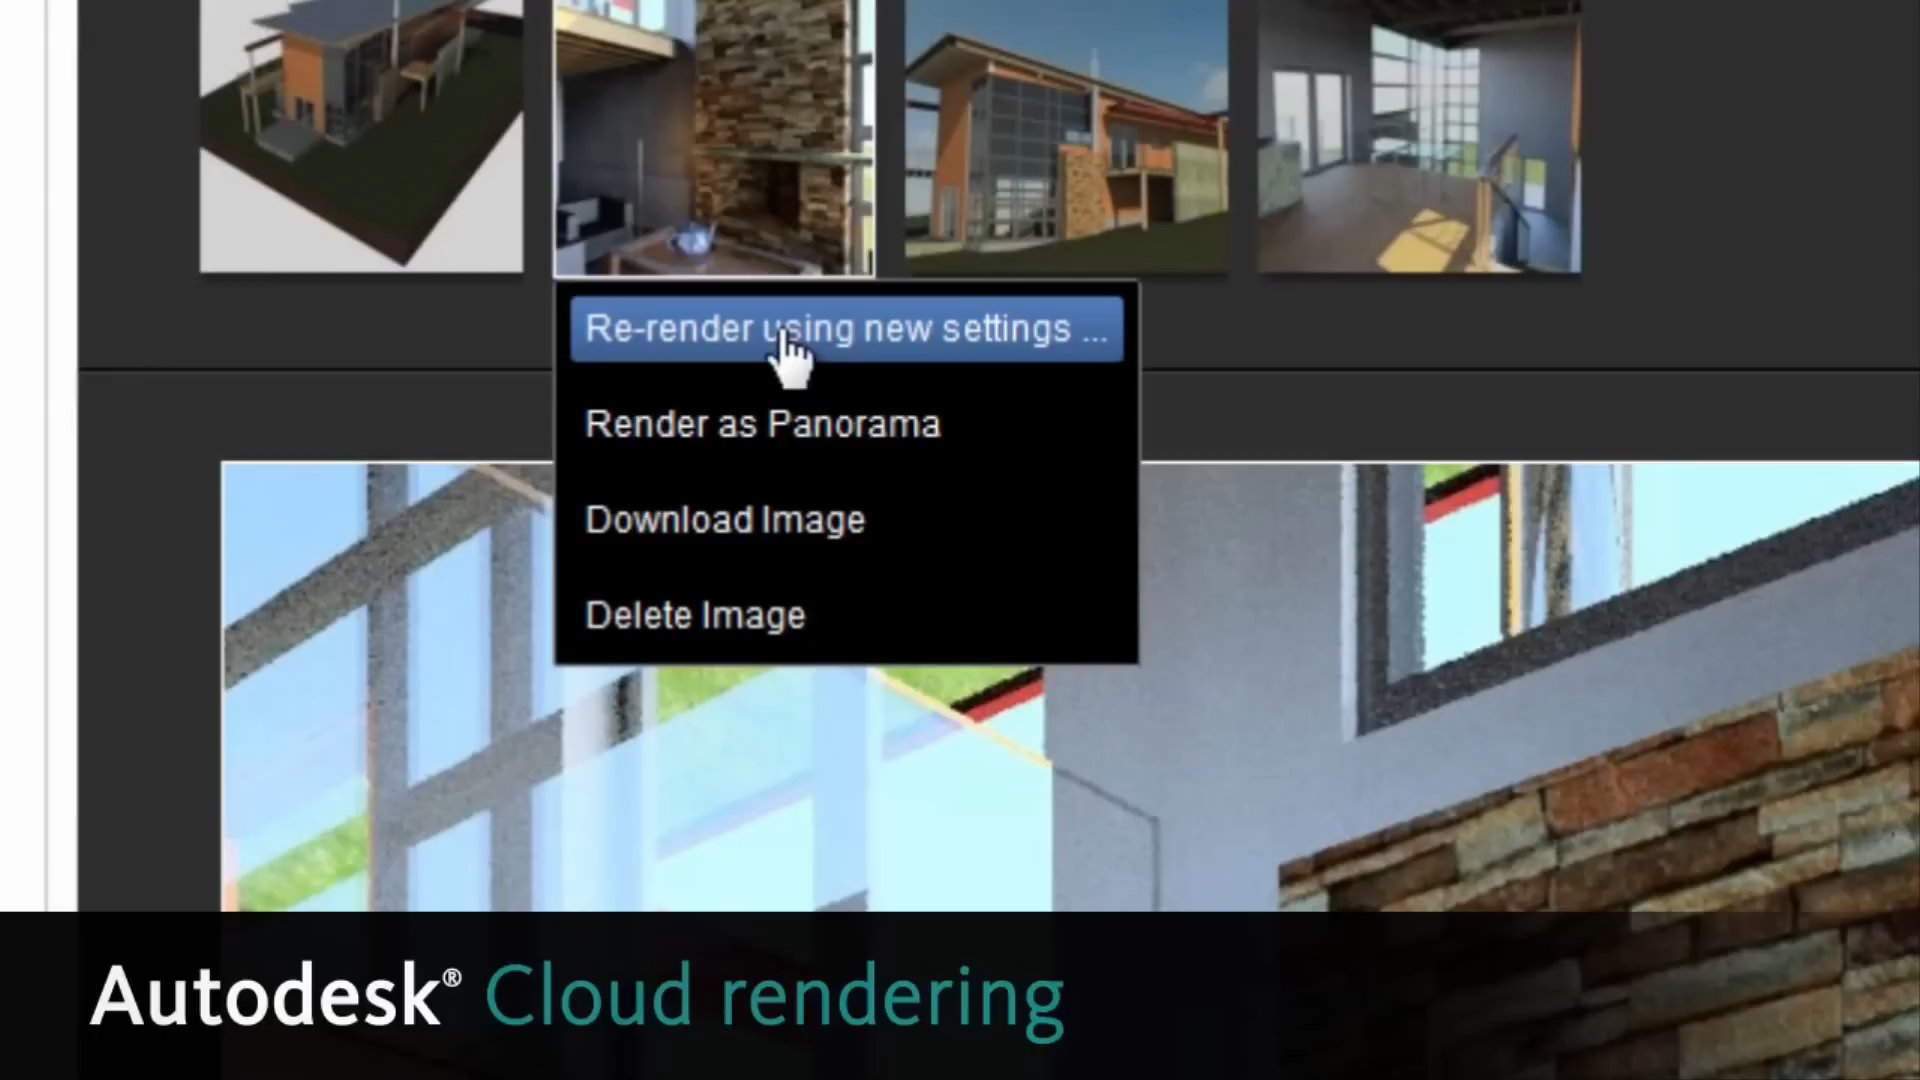 Re-render using new settings ...
Render as Panorama
Download Image
Delete Image
Autodesk® Cloud rendering